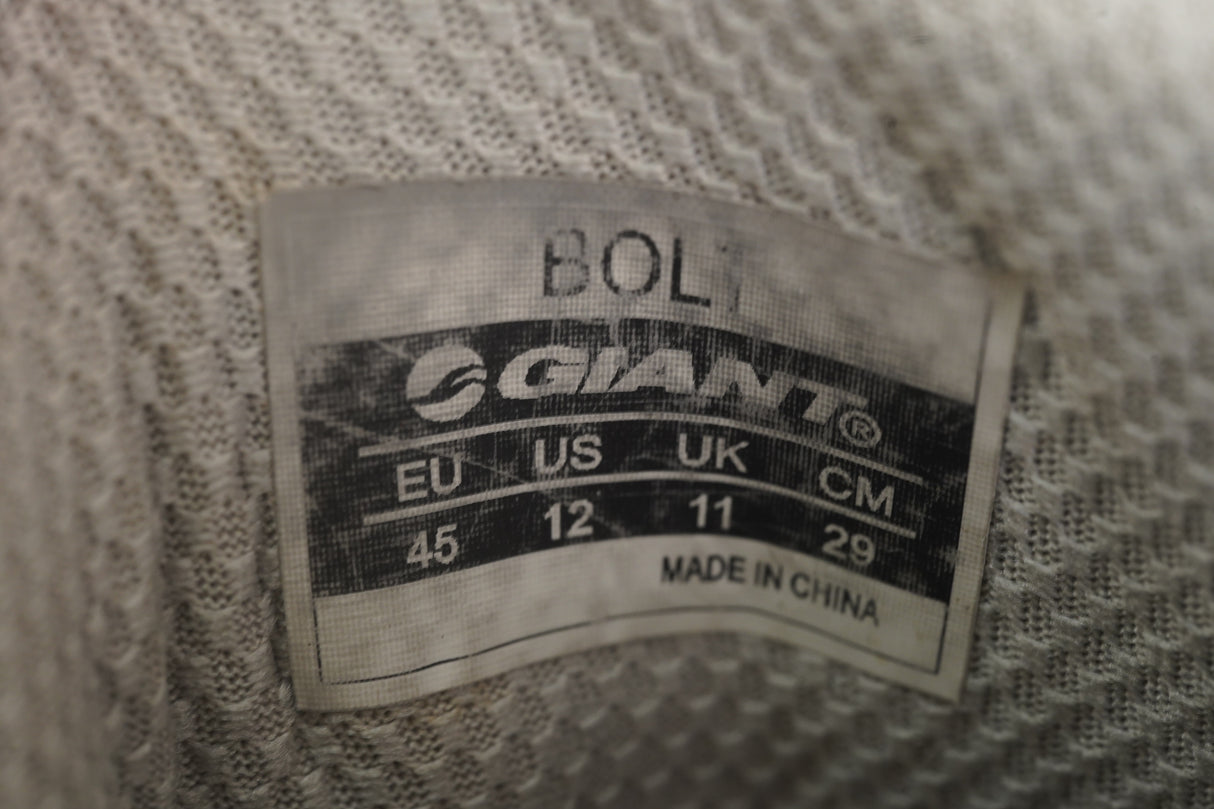 BOLT
GIANT®
EU US UK CM
45 12 11 29
MADE IN CHINA